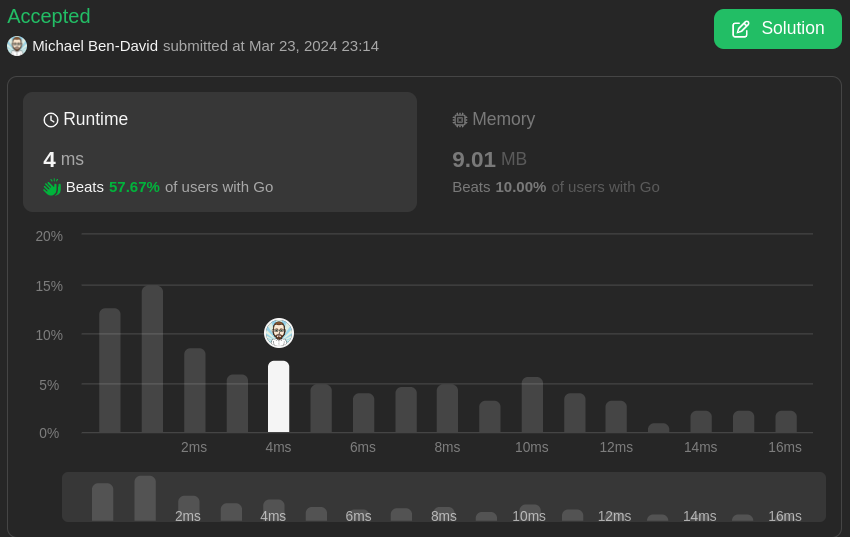 Accepted
Michael Ben-David submitted at Mar 23, 2024 23:14
Solution
Runtime
4 ms
Beats 57.67% of users with Go
Memory
9.01 MB
Beats 10.00% of users with Go
20%
15%
10%
5%
0%
2ms 4ms 6ms 8ms 10ms 12ms 14ms 16ms
2ms 4ms 6ms 8ms 10ms 12ms 14ms 16ms